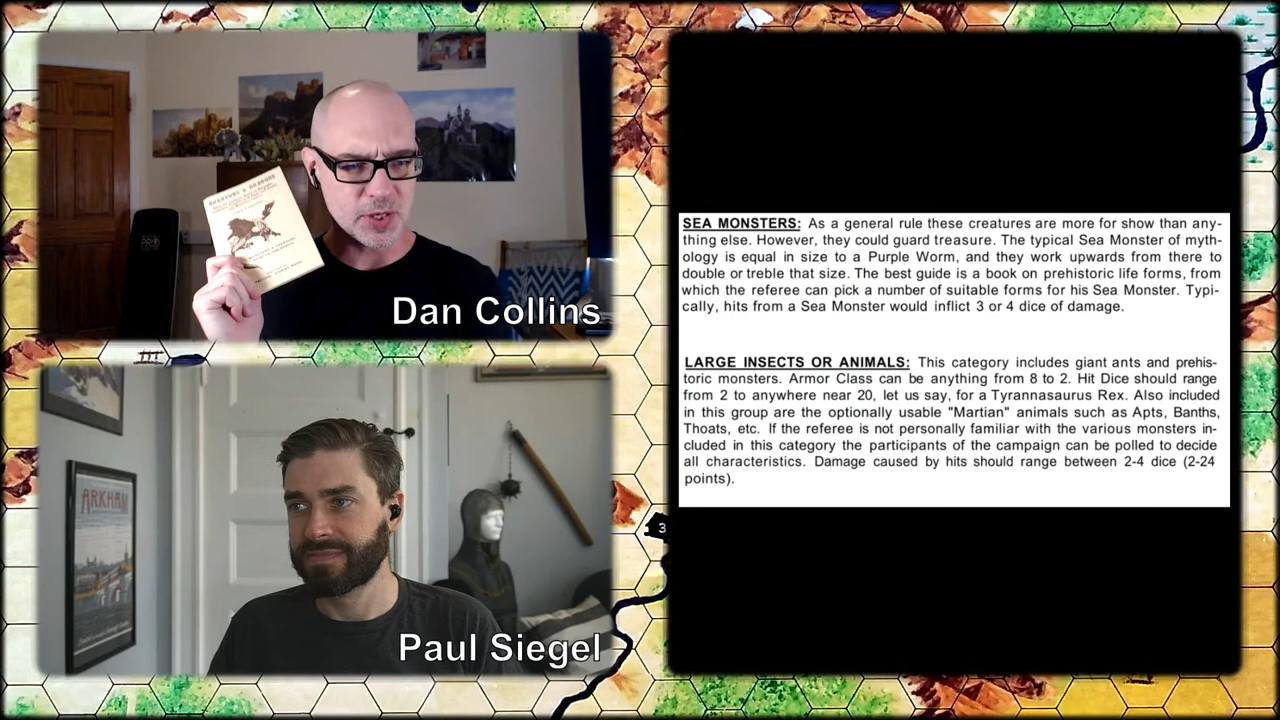 DUNGEONS & DRAGONS
Dan Collins
ARKHAM
Paul Siegel
SEA MONSTERS: As a general rule these creatures are more for show than any-
thing else. However, they could guard treasure. The typical Sea Monster of myth-
ology is equal in size to a Purple Worm, and they work upwards from there to
double or treble that size. The best guide is a book on prehistoric life forms, from
which the referee can pick a number of suitable forms for his Sea Monster. Typi-
cally, hits from a Sea Monster would inflict 3 or 4 dice of damage.
LARGE INSECTS OR ANIMALS: This category includes giant ants and prehis-
toric monsters. Armor Class can be anything from 8 to 2. Hit Dice should range
from 2 to anywhere near 20, let us say, for a Tyrannasaurus Rex. Also included
in this group are the optionally usable "Martian" animals such as Apts, Banths,
Thoats, etc. If the referee is not personally familiar with the various monsters in-
cluded in this category the participants of the campaign can be polled to decide
all characteristics. Damage caused by hits should range between 2-4 dice (2-24
points).
3